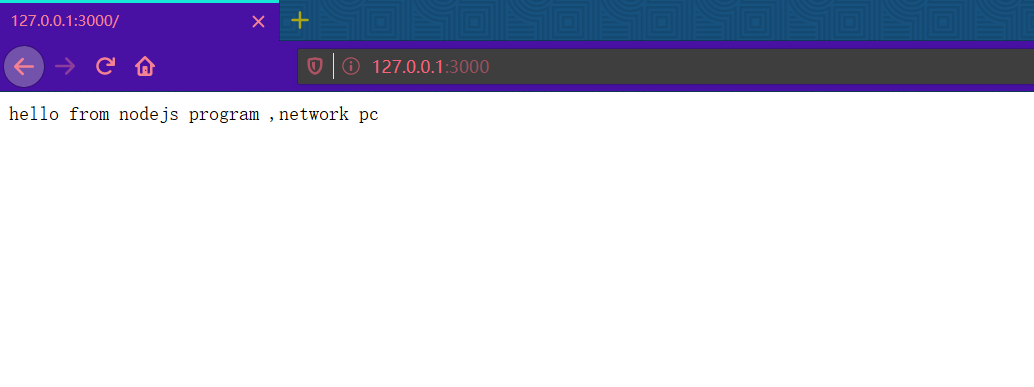 127.0.0.1:3000/
127.0.0.1:3000
hello from nodejs program ,network pc